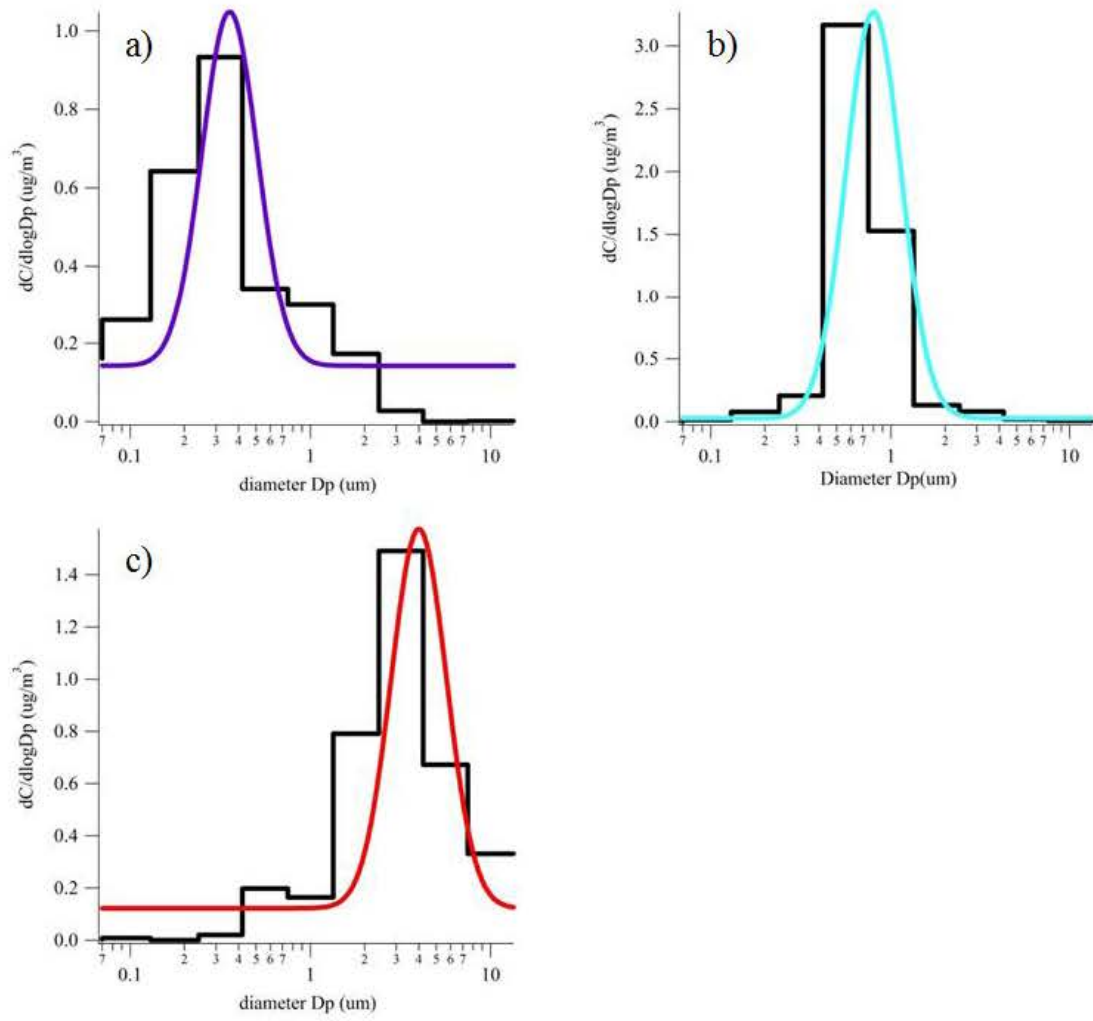 a)
1.0
0.8
0.6
0.4
0.2
0.0
dC/dlogDp (ug/m³)
7 2 3 4 5 6 7 2 3 4 5 6 7
0.1 1 10
diameter Dp (um)
b)
3.0
2.5
2.0
1.5
1.0
0.5
0.0
dC/dlogDp (ug/m³)
7 2 3 4 5 6 7 2 3 4 5 6 7
0.1 1 10
Diameter Dp(um)
c)
1.4
1.2
1.0
0.8
0.6
0.4
0.2
0.0
dC/dlogDp (ug/m³)
7 2 3 4 5 6 7 2 3 4 5 6 7
0.1 1 10
diameter Dp (um)